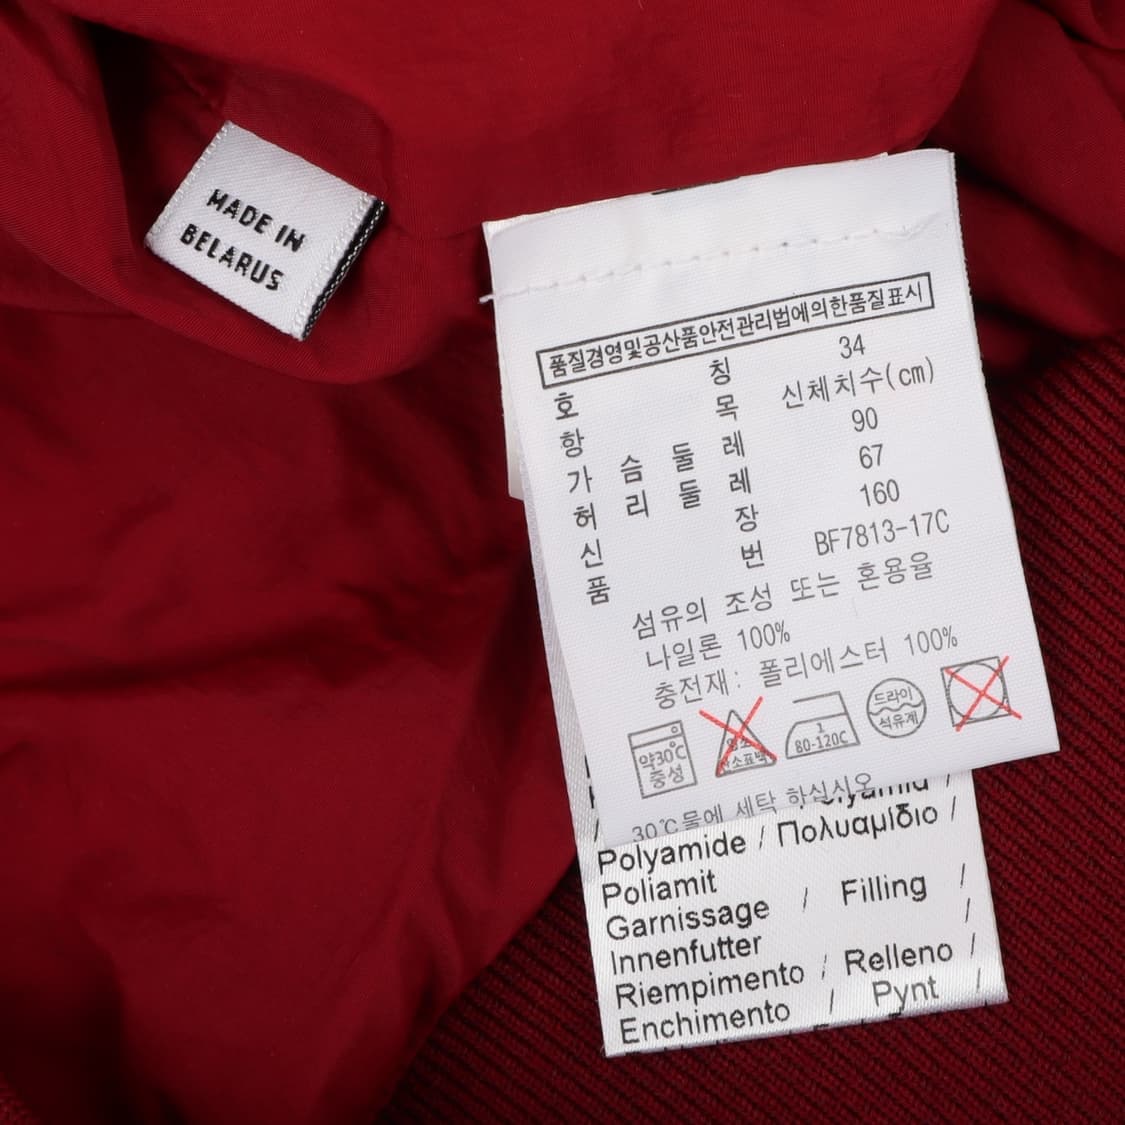 MADE IN
BELARUS
품질경영및공산품안전관리법에의한품질표시
호 칭 34
항 목 신체치수(cm)
가 슴 둘 레 90
허 리 둘 레 67
신 장 160
품 번 BF7813-17C
섬유의 조성 또는 혼용율
나일론 100%
충전재: 폴리에스터 100%
약30℃
중성
1
80-120C
드라이
석유계
30℃물에 세탁 하십시오
Polyamide / Πολυαμίδιο /
Poliamit
Garnissage / Filling /
Innenfutter /
Riempimento / Relleno /
Enchimento / Pynt /